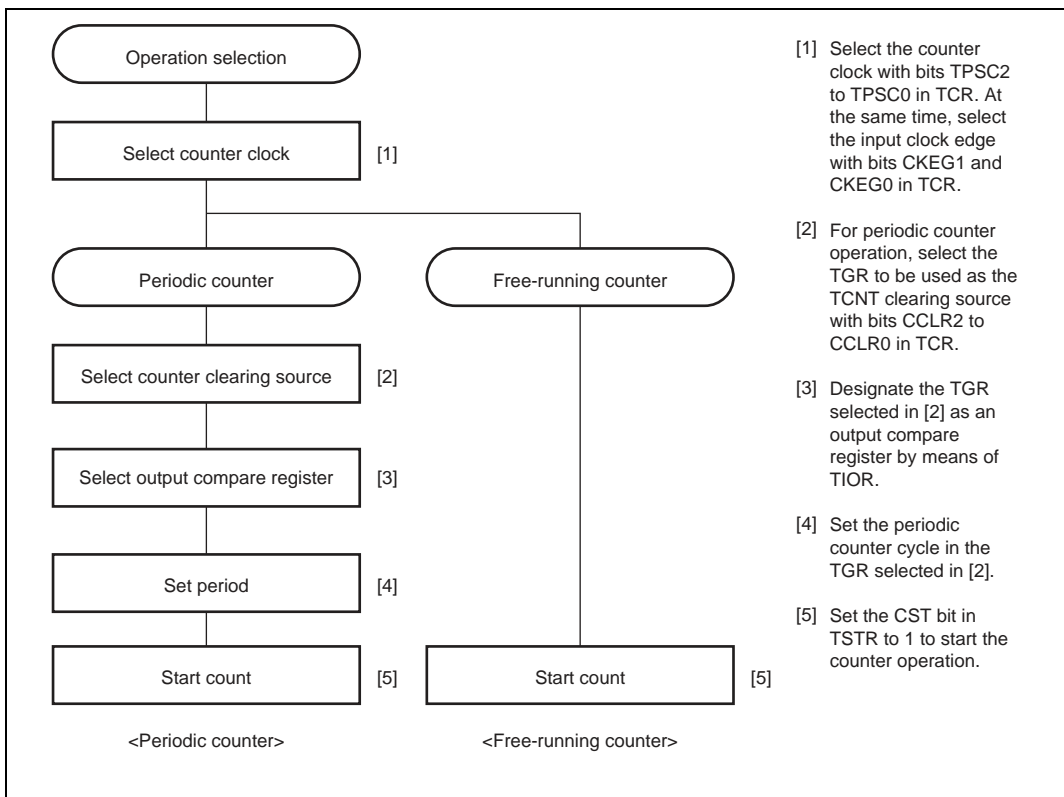 Operation selection
Select counter clock
[1]
Periodic counter
Free-running counter
Select counter clearing source
[2]
Select output compare register
[3]
Set period
[4]
Start count
[5]
Start count
[5]
<Periodic counter>
<Free-running counter>
[1] Select the counter
clock with bits TPSC2
to TPSC0 in TCR. At
the same time, select
the input clock edge
with bits CKEG1 and
CKEG0 in TCR.
[2] For periodic counter
operation, select the
TGR to be used as the
TCNT clearing source
with bits CCLR2 to
CCLR0 in TCR.
[3] Designate the TGR
selected in [2] as an
output compare
register by means of
TIOR.
[4] Set the periodic
counter cycle in the
TGR selected in [2].
[5] Set the CST bit in
TSTR to 1 to start the
counter operation.